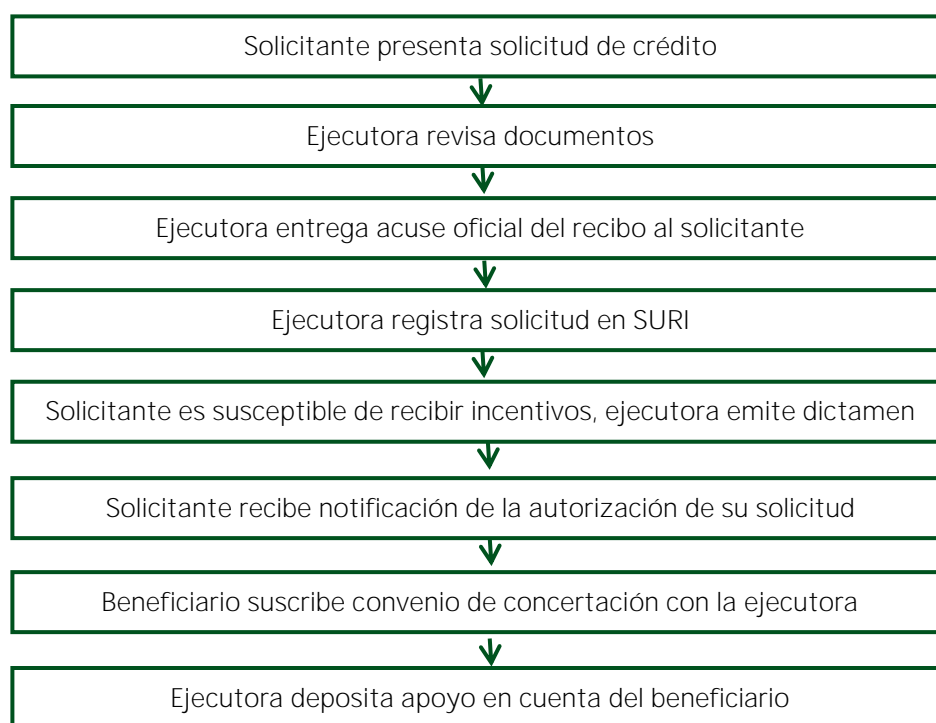 Solicitante presenta solicitud de crédito
Ejecutora revisa documentos
Ejecutora entrega acuse oficial del recibo al solicitante
Ejecutora registra solicitud en SURI
Solicitante es susceptible de recibir incentivos, ejecutora emite dictamen
Solicitante recibe notificación de la autorización de su solicitud
Beneficiario suscribe convenio de concertación con la ejecutora
Ejecutora deposita apoyo en cuenta del beneficiario